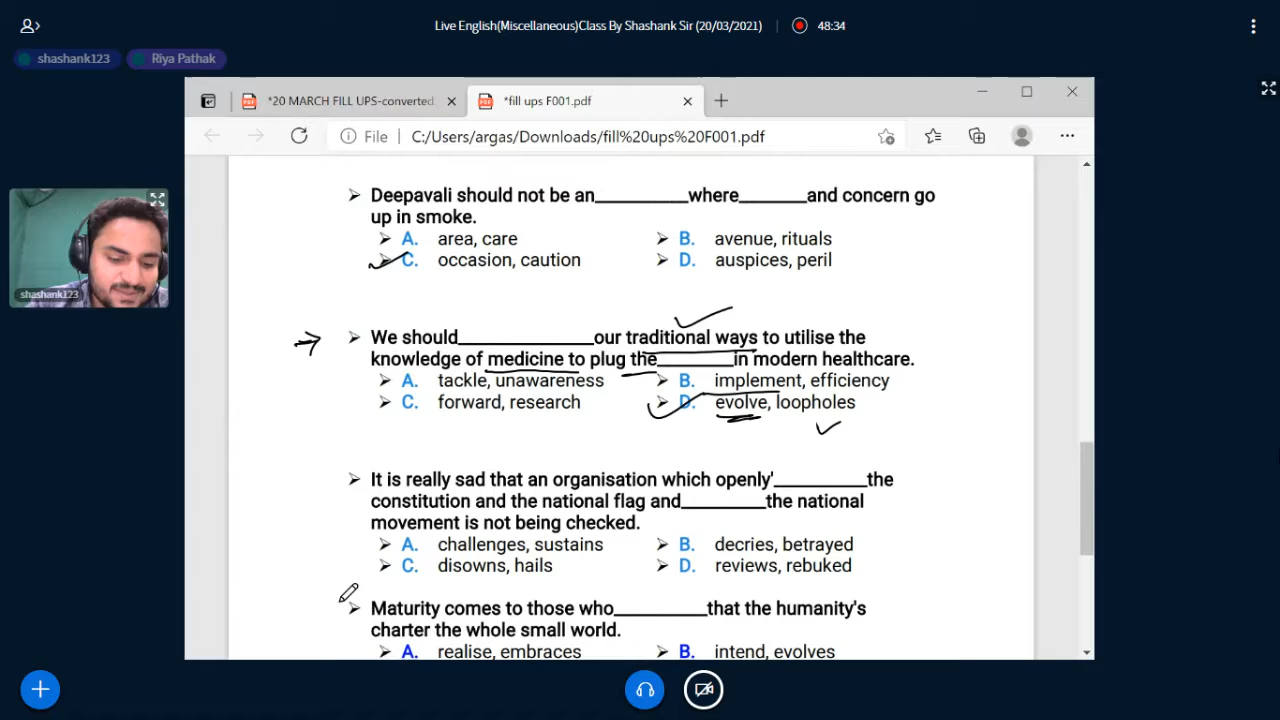 Live English(Miscellaneous)Class By Shashank Sir (20/03/2021)
48:34
shashank123
Riya Pathak
*20 MARCH FILL UPS-converted
*fill ups F001.pdf
File
C:/Users/argas/Downloads/fill%20ups%20F001.pdf
Deepavali should not be an_________where_______and concern go
up in smoke.
A. area, care
B. avenue, rituals
C. occasion, caution
D. auspices, peril
We should_____________our traditional ways to utilise the
knowledge of medicine to plug the_______in modern healthcare.
A. tackle, unawareness
B. implement, efficiency
C. forward, research
D. evolve, loopholes
It is really sad that an organisation which openly'_________the
constitution and the national flag and________the national
movement is not being checked.
A. challenges, sustains
B. decries, betrayed
C. disowns, hails
D. reviews, rebuked
Maturity comes to those who_________that the humanity's
charter the whole small world.
A. realise, embraces
B. intend, evolves
shashank123